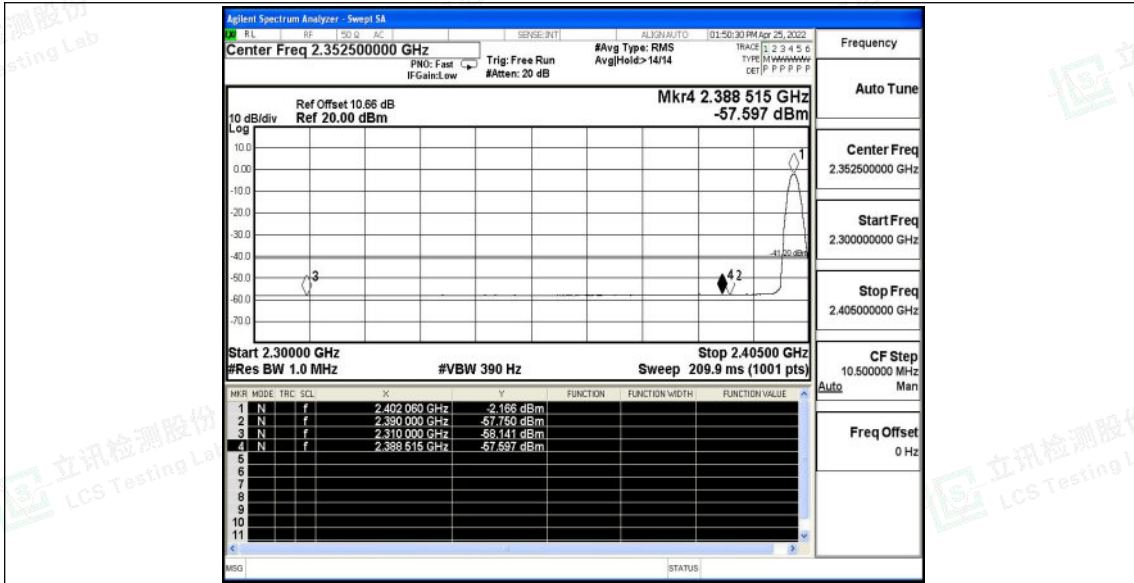 Agilent Spectrum Analyzer - Swept SA
RL RF 50 Ω AC SENSE:INT ALIGNAUTO 01:50:30 PM Apr 25, 2022
Center Freq 2.352500000 GHz
PNO: Fast
IFGain:Low
Trig: Free Run
#Atten: 20 dB
#Avg Type: RMS
Avg|Hold:>14/14
TRACE 1 2 3 4 5 6
TYPE M WWWWW
DET P P P P P P
Mkr4 2.388 515 GHz
-57.597 dBm
Ref Offset 10.66 dB
10 dB/div Ref 20.00 dBm
Log
10.0
0.00
-10.0
-20.0
-30.0
-40.0
-50.0
-60.0
-70.0
1
-41.20 dBm
3
4 2
Start 2.30000 GHz Stop 2.40500 GHz
#Res BW 1.0 MHz #VBW 390 Hz Sweep 209.9 ms (1001 pts)
MKR MODE TRC SCL X Y FUNCTION FUNCTION WIDTH FUNCTION VALUE
1 N f 2.402 060 GHz -2.166 dBm
2 N f 2.390 000 GHz -57.750 dBm
3 N f 2.310 000 GHz -58.141 dBm
4 N f 2.388 515 GHz -57.597 dBm
5
6
7
8
9
10
11
MSG STATUS
Frequency
Auto Tune
Center Freq
2.352500000 GHz
Start Freq
2.300000000 GHz
Stop Freq
2.405000000 GHz
CF Step
10.500000 MHz
Auto Man
Freq Offset
0 Hz
立讯检测股份
LCS Testing Lab
立讯检测股份
LCS Testing L